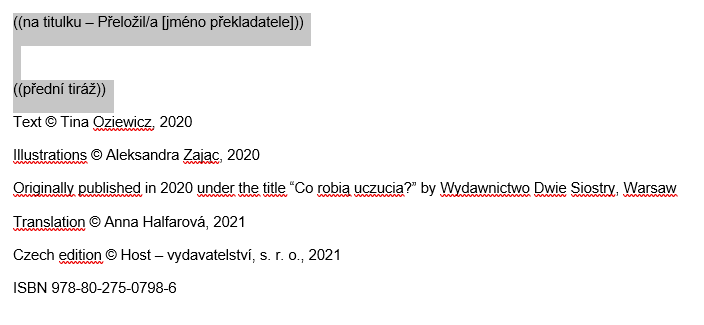 ((na titulku – Přeložil/a [jméno překladatele]))
((přední tiráž))
Text © Tina Oziewicz, 2020
Illustrations © Aleksandra Zając, 2020
Originally published in 2020 under the title “Co robią uczucia?” by Wydawnictwo Dwie Siostry, Warsaw
Translation © Anna Halfarová, 2021
Czech edition © Host – vydavatelství, s. r. o., 2021
ISBN 978-80-275-0798-6